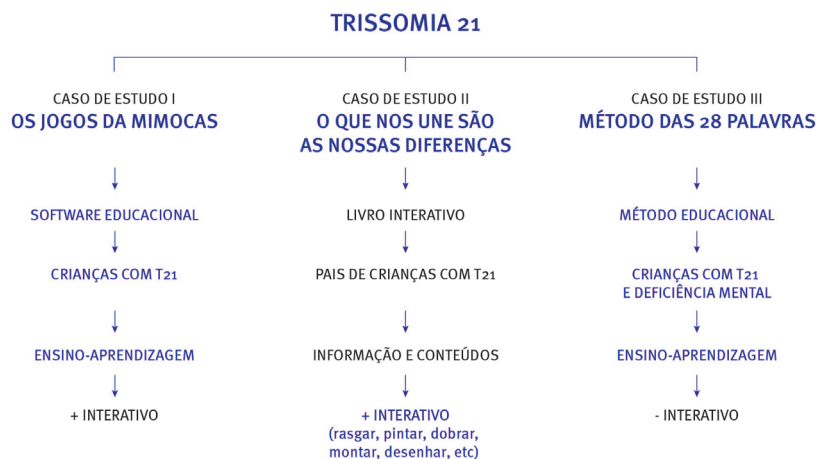 TRISSOMIA 21
CASO DE ESTUDO I
OS JOGOS DA MIMOCAS
SOFTWARE EDUCACIONAL
CRIANÇAS COM T21
ENSINO-APRENDIZAGEM
+ INTERATIVO
CASO DE ESTUDO II
O QUE NOS UNE SÃO
AS NOSSAS DIFERENÇAS
LIVRO INTERATIVO
PAIS DE CRIANÇAS COM T21
INFORMAÇÃO E CONTEÚDOS
+ INTERATIVO
(rasgar, pintar, dobrar,
montar, desenhar, etc)
CASO DE ESTUDO III
MÉTODO DAS 28 PALAVRAS
MÉTODO EDUCACIONAL
CRIANÇAS COM T21
E DEFICIÊNCIA MENTAL
ENSINO-APRENDIZAGEM
- INTERATIVO